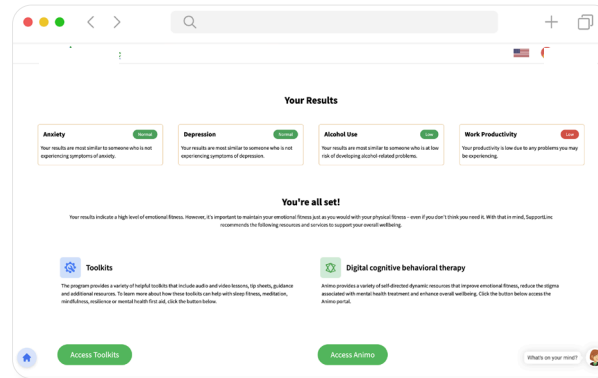 Your Results
Anxiety
Normal
Your results are most similar to someone who is not
experiencing symptoms of anxiety.
Depression
Normal
Your results are most similar to someone who is not
experiencing symptoms of depression.
Alcohol Use
Low
Your results are most similar to someone who is at low
risk of developing alcohol-related problems.
Work Productivity
Low
Your productivity is low due to any problems you may
be experiencing.
You're all set!
Your results indicate a high level of emotional fitness. However, it's important to maintain your emotional fitness just as you would with your physical fitness – even if you don't think you need it. With that in mind, SupportLinc
recommends the following resources and services to support your overall wellbeing.
Toolkits
The program provides a variety of helpful toolkits that include audio and video lessons, tip sheets, guidance
and additional resources. To learn more about how these toolkits can help with sleep fitness, meditation,
mindfulness, resilience or mental health first aid, click the button below.
Access Toolkits
Digital cognitive behavioral therapy
Animo provides a variety of self-directed dynamic resources that improve emotional fitness, reduce the stigma
associated with mental health treatment and enhance overall wellbeing. Click the button below access the
Animo portal.
Access Animo
What's on your mind?